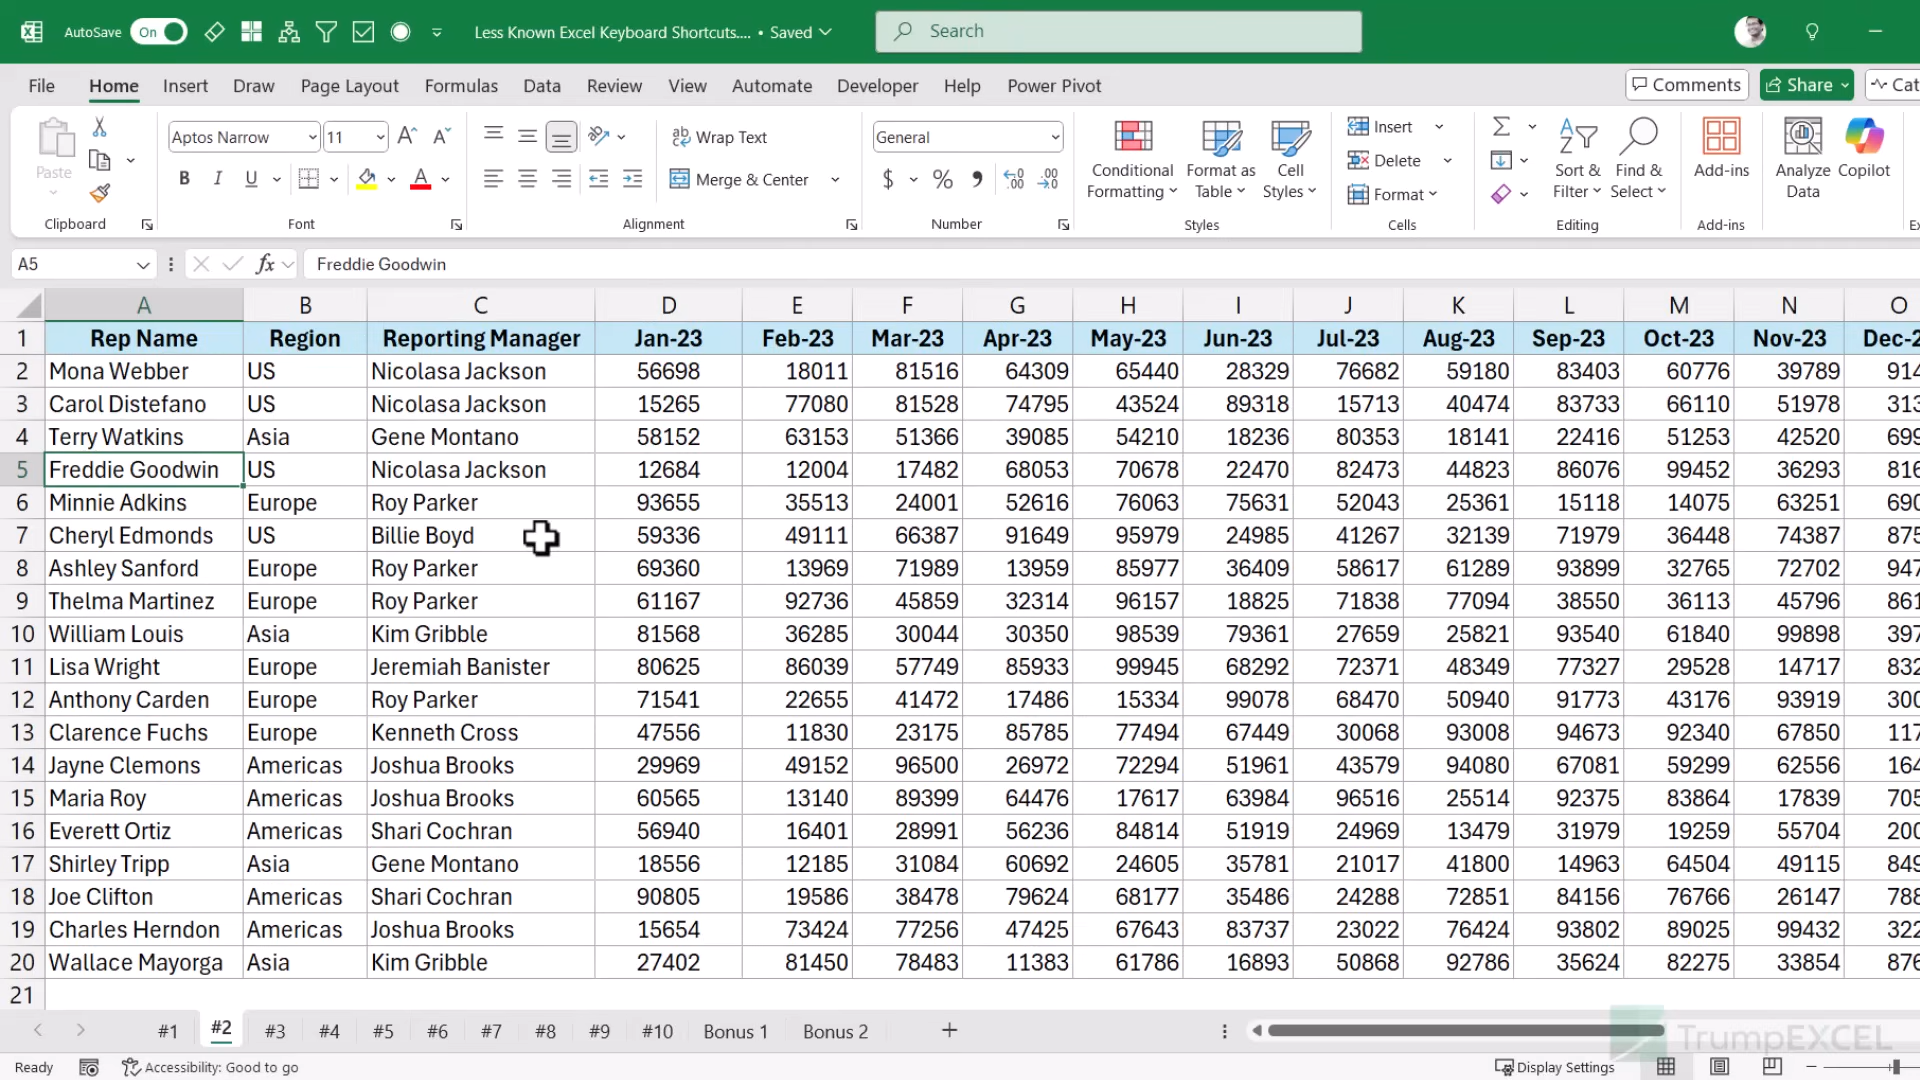 AutoSave On Less Known Excel Keyboard Shortcuts.... • Saved Search
File Home Insert Draw Page Layout Formulas Data Review View Automate Developer Help Power Pivot Comments Share Cat
Paste Aptos Narrow 11 Wrap Text General Conditional Formatting Format as Table Cell Styles Insert Sort & Filter Find & Select Add-ins Analyze Data Copilot
B I U Merge & Center $ % Delete
Format
Clipboard Font Alignment Number Styles Cells Editing Add-ins
A5 fx Freddie Goodwin
A B C D E F G H I J K L M N O
1 Rep Name Region Reporting Manager Jan-23 Feb-23 Mar-23 Apr-23 May-23 Jun-23 Jul-23 Aug-23 Sep-23 Oct-23 Nov-23 Dec-2
2 Mona Webber US Nicolasa Jackson 56698 18011 81516 64309 65440 28329 76682 59180 83403 60776 39789 914
3 Carol Distefano US Nicolasa Jackson 15265 77080 81528 74795 43524 89318 15713 40474 83733 66110 51978 313
4 Terry Watkins Asia Gene Montano 58152 63153 51366 39085 54210 18236 80353 18141 22416 51253 42520 699
5 Freddie Goodwin US Nicolasa Jackson 12684 12004 17482 68053 70678 22470 82473 44823 86076 99452 36293 816
6 Minnie Adkins Europe Roy Parker 93655 35513 24001 52616 76063 75631 52043 25361 15118 14075 63251 690
7 Cheryl Edmonds US Billie Boyd 59336 49111 66387 91649 95979 24985 41267 32139 71979 36448 74387 875
8 Ashley Sanford Europe Roy Parker 69360 13969 71989 13959 85977 36409 58617 61289 93899 32765 72702 947
9 Thelma Martinez Europe Roy Parker 61167 92736 45859 32314 96157 18825 71838 77094 38550 36113 45796 861
10 William Louis Asia Kim Gribble 81568 36285 30044 30350 98539 79361 27659 25821 93540 61840 99898 397
11 Lisa Wright Europe Jeremiah Banister 80625 86039 57749 85933 99945 68292 72371 48349 77327 29528 14717 832
12 Anthony Carden Europe Roy Parker 71541 22655 41472 17486 15334 99078 68470 50940 91773 43176 93919 300
13 Clarence Fuchs Europe Kenneth Cross 47556 11830 23175 85785 77494 67449 30068 93008 94673 92340 67850 117
14 Jayne Clemons Americas Joshua Brooks 29969 49152 96500 26972 72294 51961 43579 94080 67081 59299 62556 164
15 Maria Roy Americas Joshua Brooks 60565 13140 89399 64476 17617 63984 96516 25514 92375 83864 17839 705
16 Everett Ortiz Americas Shari Cochran 56940 16401 28991 56236 84814 51919 24969 13479 31979 19259 55704 200
17 Shirley Tripp Asia Gene Montano 18556 12185 31084 60692 24605 35781 21017 41800 14963 64504 49115 849
18 Joe Clifton Americas Shari Cochran 90805 19586 38478 79624 68177 35486 24288 72851 84156 76766 26147 788
19 Charles Herndon Americas Joshua Brooks 15654 73424 77256 47425 67643 83737 23022 76424 93802 89025 99432 322
20 Wallace Mayorga Asia Kim Gribble 27402 81450 78483 11383 61786 16893 50868 92786 35624 82275 33854 876
21
#1 #2 #3 #4 #5 #6 #7 #8 #9 #10 Bonus 1 Bonus 2 TrumpEXCEL
Ready Accessibility: Good to go Display Settings